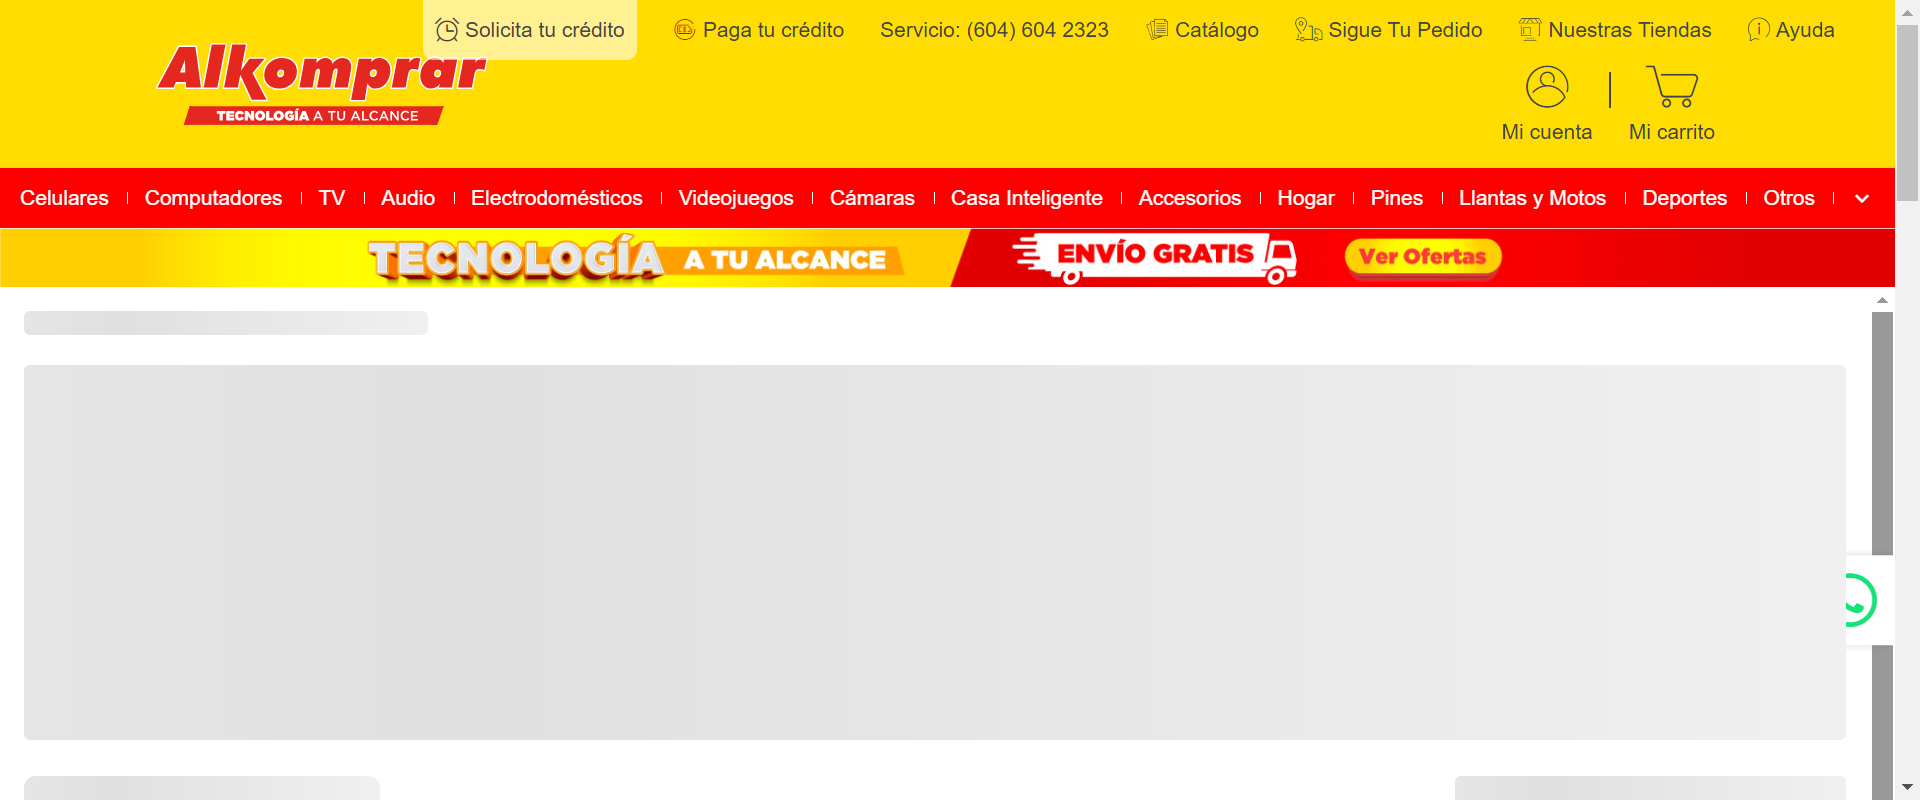 Solicita tu crédito
Paga tu crédito
Servicio: (604) 604 2323
Catálogo
Sigue Tu Pedido
Nuestras Tiendas
Ayuda
Alkomprar
TECNOLOGÍA A TU ALCANCE
Mi cuenta
Mi carrito
Celulares
Computadores
TV
Audio
Electrodomésticos
Videojuegos
Cámaras
Casa Inteligente
Accesorios
Hogar
Pines
Llantas y Motos
Deportes
Otros
TECNOLOGÍA A TU ALCANCE
ENVÍO GRATIS
Ver Ofertas